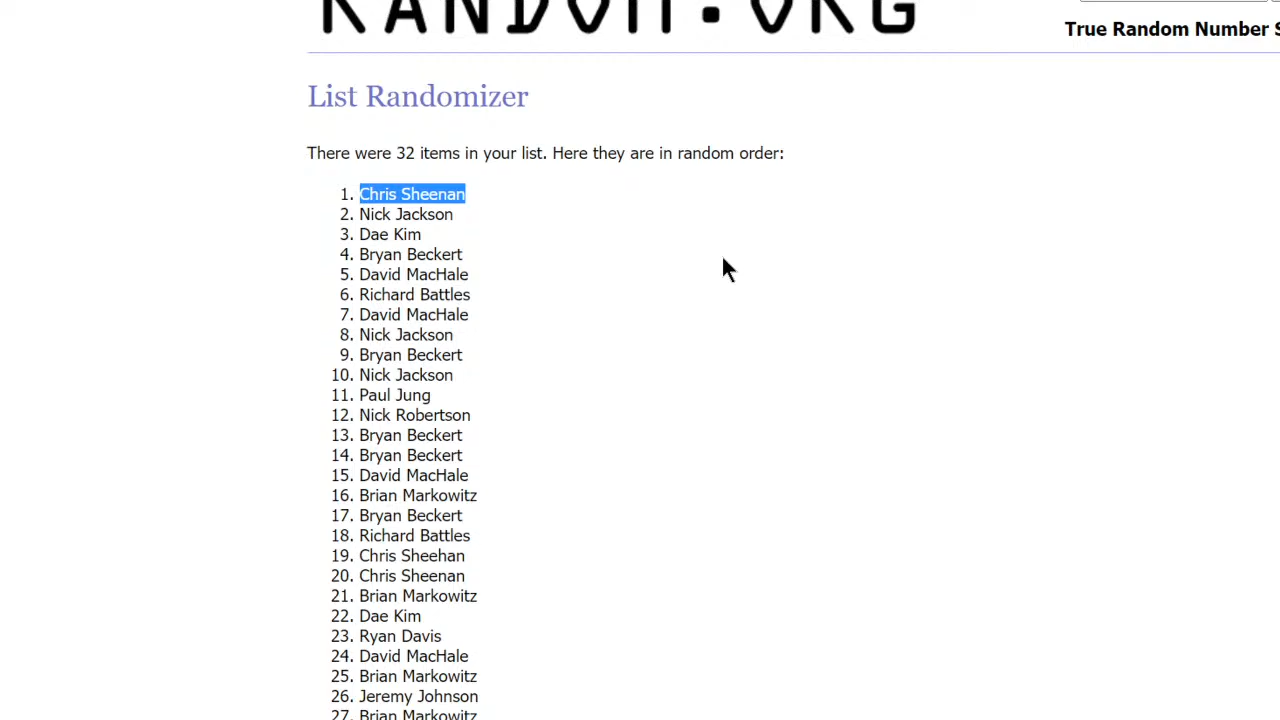 RANDOM.ORG
True Random Number S
List Randomizer
There were 32 items in your list. Here they are in random order:
1. Chris Sheenan
2. Nick Jackson
3. Dae Kim
4. Bryan Beckert
5. David MacHale
6. Richard Battles
7. David MacHale
8. Nick Jackson
9. Bryan Beckert
10. Nick Jackson
11. Paul Jung
12. Nick Robertson
13. Bryan Beckert
14. Bryan Beckert
15. David MacHale
16. Brian Markowitz
17. Bryan Beckert
18. Richard Battles
19. Chris Sheehan
20. Chris Sheenan
21. Brian Markowitz
22. Dae Kim
23. Ryan Davis
24. David MacHale
25. Brian Markowitz
26. Jeremy Johnson
27. Brian Markowitz